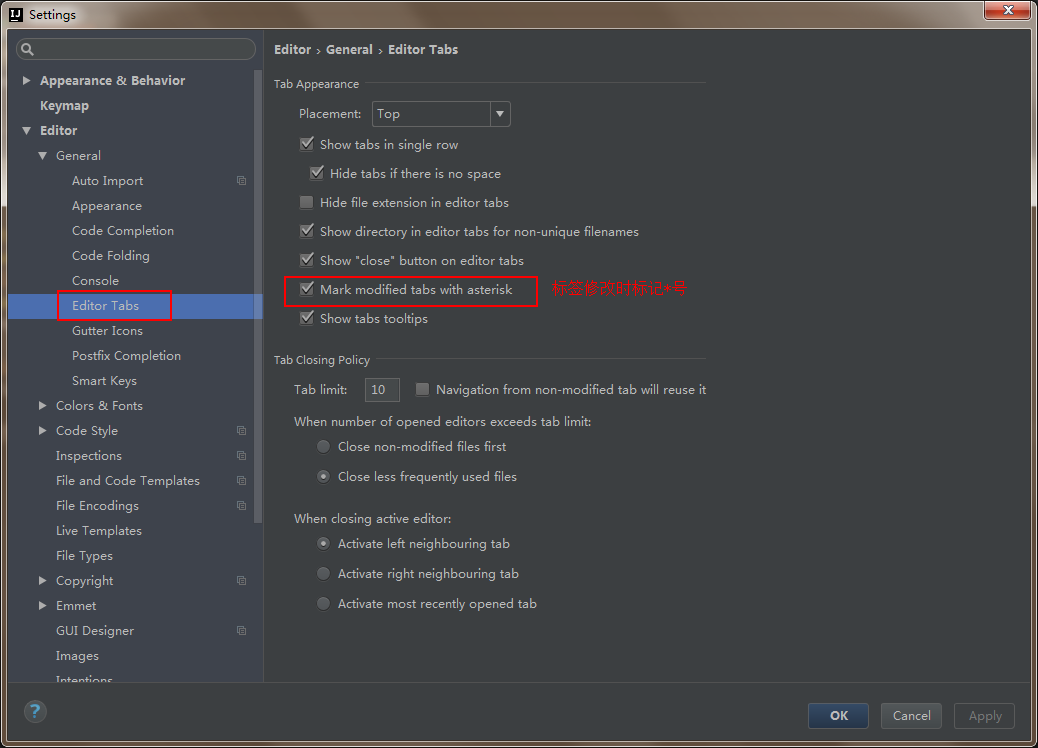 Settings
Appearance & Behavior
Keymap
Editor
General
Auto Import
Appearance
Code Completion
Code Folding
Console
Editor Tabs
Gutter Icons
Postfix Completion
Smart Keys
Colors & Fonts
Code Style
Inspections
File and Code Templates
File Encodings
Live Templates
File Types
Copyright
Emmet
GUI Designer
Images
Intentions
Editor › General › Editor Tabs
Tab Appearance
Placement: Top
Show tabs in single row
Hide tabs if there is no space
Hide file extension in editor tabs
Show directory in editor tabs for non-unique filenames
Show "close" button on editor tabs
Mark modified tabs with asterisk 标签修改时标记*号
Show tabs tooltips
Tab Closing Policy
Tab limit: 10 Navigation from non-modified tab will reuse it
When number of opened editors exceeds tab limit:
Close non-modified files first
Close less frequently used files
When closing active editor:
Activate left neighbouring tab
Activate right neighbouring tab
Activate most recently opened tab
? OK Cancel Apply